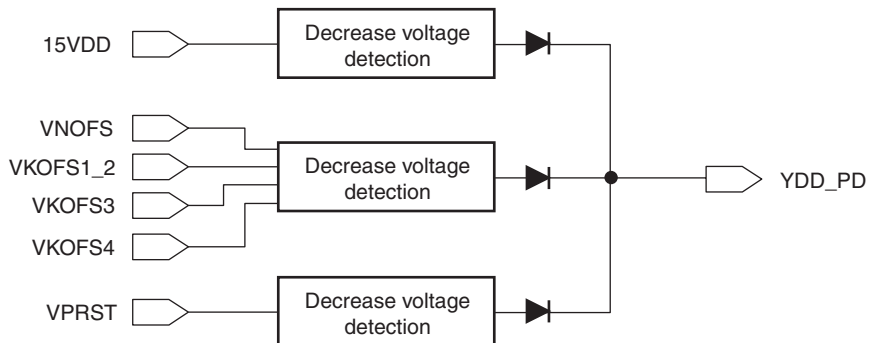 15VDD
Decrease voltage
detection
VNOFS
VKOFS1_2
VKOFS3
VKOFS4
Decrease voltage
detection
YDD_PD
VPRST
Decrease voltage
detection